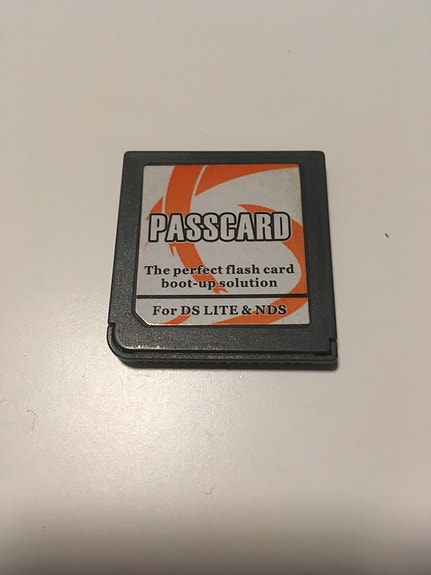 PASSCARD
The perfect flash card
boot-up solution
For DS LITE & NDS